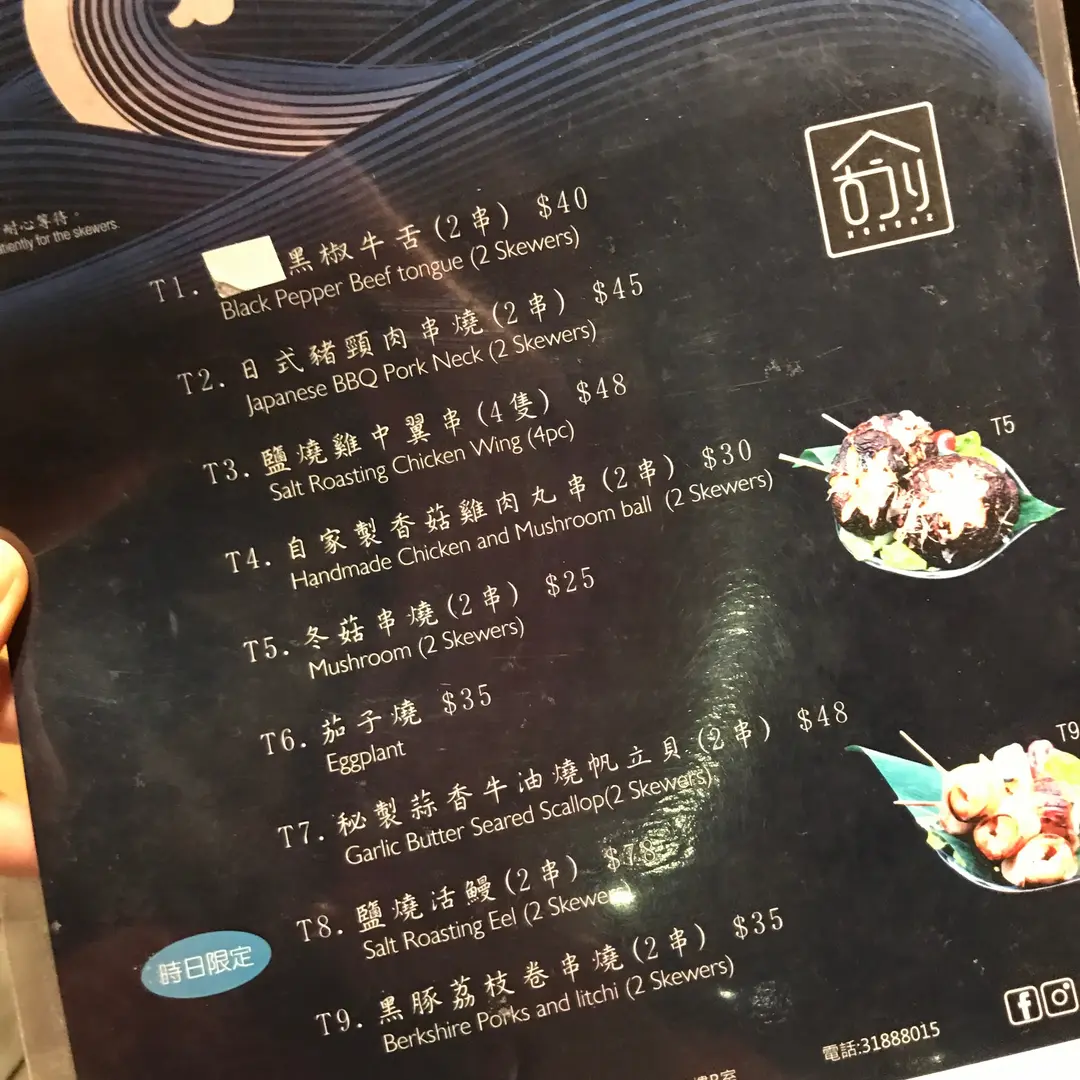 耐心等待。
tiently for the skewers.
T1. 黑椒牛舌(2串) $40
Black Pepper Beef tongue (2 Skewers)
T2. 日式豬頸肉串燒(2串) $45
Japanese BBQ Pork Neck (2 Skewers)
T3. 鹽燒雞中翼串(4隻) $48
Salt Roasting Chicken Wing (4pc)
T4. 自家製香菇雞肉丸串(2串) $30
Handmade Chicken and Mushroom ball (2 Skewers)
T5
T5. 冬菇串燒(2串) $25
Mushroom (2 Skewers)
T6. 茄子燒 $35
Eggplant
T7. 秘製蒜香牛油燒帆立貝(2串) $48
Garlic Butter Seared Scallop(2 Skewers)
T9
T8. 鹽燒活鰻(2串) $78
Salt Roasting Eel (2 Skewers)
時日限定
T9. 黑豚荔枝卷串燒(2串) $35
Berkshire Porks and litchi (2 Skewers)
電話:31888015